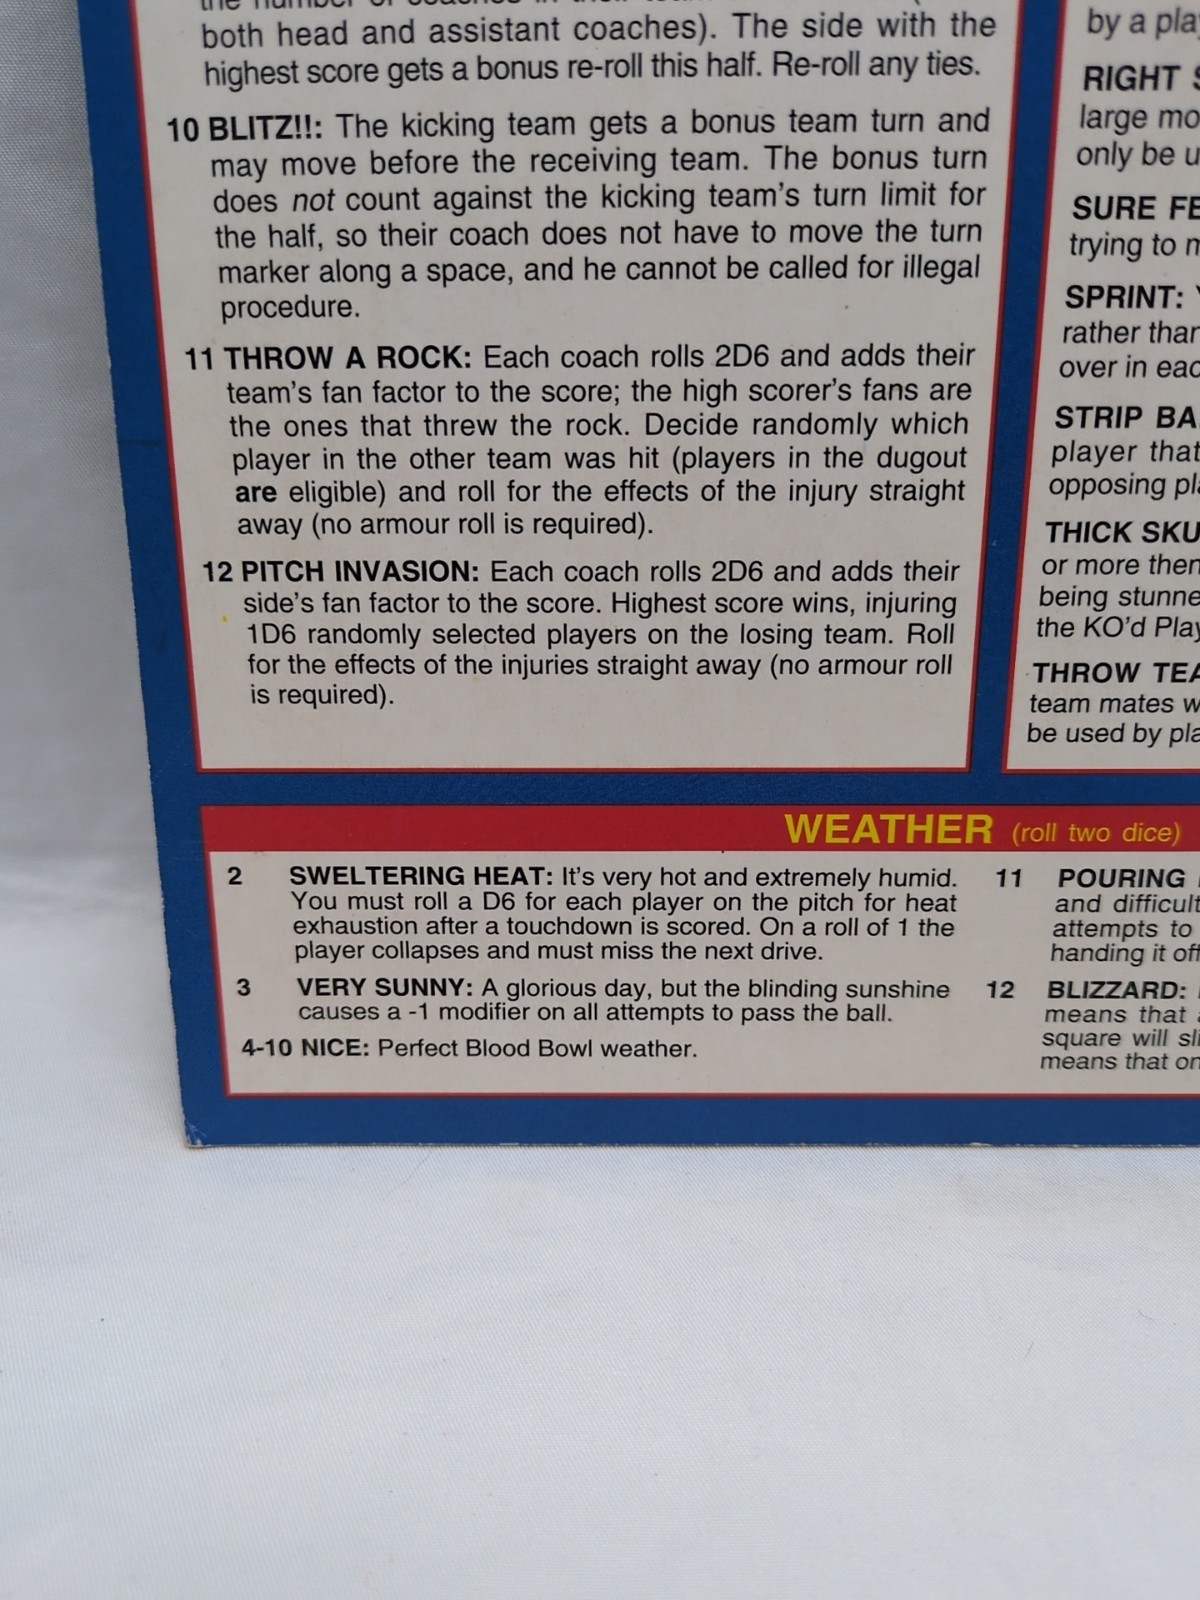 both head and assistant coaches). The side with the
highest score gets a bonus re-roll this half. Re-roll any ties.
10 BLITZ!!: The kicking team gets a bonus team turn and
may move before the receiving team. The bonus turn
does not count against the kicking team's turn limit for
the half, so their coach does not have to move the turn
marker along a space, and he cannot be called for illegal
procedure.
11 THROW A ROCK: Each coach rolls 2D6 and adds their
team's fan factor to the score; the high scorer's fans are
the ones that threw the rock. Decide randomly which
player in the other team was hit (players in the dugout
are eligible) and roll for the effects of the injury straight
away (no armour roll is required).
12 PITCH INVASION: Each coach rolls 2D6 and adds their
side's fan factor to the score. Highest score wins, injuring
1D6 randomly selected players on the losing team. Roll
for the effects of the injuries straight away (no armour roll
is required).
by a
RIGHT
large
only be
SURE
trying to
SPRINT:
rather than
over in
STRIP
player that
opposing
THICK
or more then
being
the KO'd
THROW
team mates
be used by
WEATHER (roll two dice)
2 SWELTERING HEAT: It's very hot and extremely humid.
You must roll a D6 for each player on the pitch for heat
exhaustion after a touchdown is scored. On a roll of 1 the
player collapses and must miss the next drive.
3 VERY SUNNY: A glorious day, but the blinding sunshine
causes a -1 modifier on all attempts to pass the ball.
4-10 NICE: Perfect Blood Bowl weather.
11 POURING
and
attempts to
handing it off
12 BLIZZARD:
means that
square will
means that